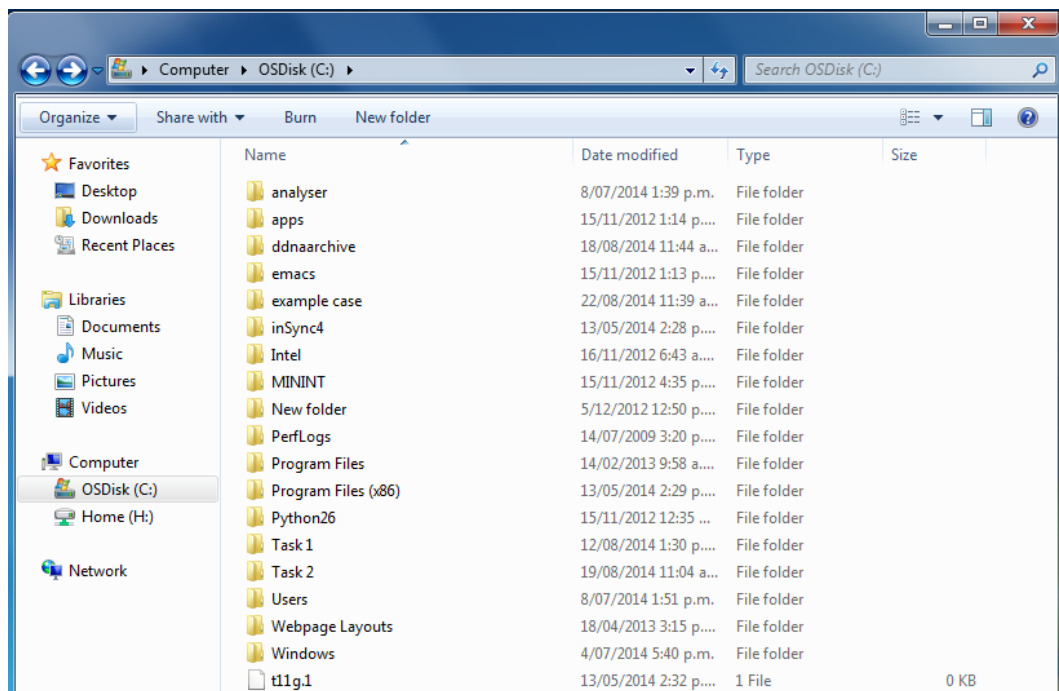 Computer OSDisk (C:) Search OSDisk (C:)
Organize Share with Burn New folder
Favorites
Desktop
Downloads
Recent Places
Libraries
Documents
Music
Pictures
Videos
Computer
OSDisk (C:)
Home (H:)
Network
Name Date modified Type Size
analyser 8/07/2014 1:39 p.m. File folder
apps 15/11/2012 1:14 p.... File folder
ddnaarchive 18/08/2014 11:44 a... File folder
emacs 15/11/2012 1:13 p.... File folder
example case 22/08/2014 11:39 a... File folder
inSync4 13/05/2014 2:28 p.... File folder
Intel 16/11/2012 6:43 a.... File folder
MININT 15/11/2012 4:35 p.... File folder
New folder 5/12/2012 12:50 p.... File folder
PerfLogs 14/07/2009 3:20 p.... File folder
Program Files 14/02/2013 9:58 a.... File folder
Program Files (x86) 13/05/2014 2:29 p.... File folder
Python26 15/11/2012 12:35 ... File folder
Task 1 12/08/2014 1:30 p.... File folder
Task 2 19/08/2014 11:04 a... File folder
Users 8/07/2014 1:51 p.m. File folder
Webpage Layouts 18/04/2013 3:15 p.... File folder
Windows 4/07/2014 5:40 p.m. File folder
t11g.1 13/05/2014 2:32 p.... 1 File 0 KB